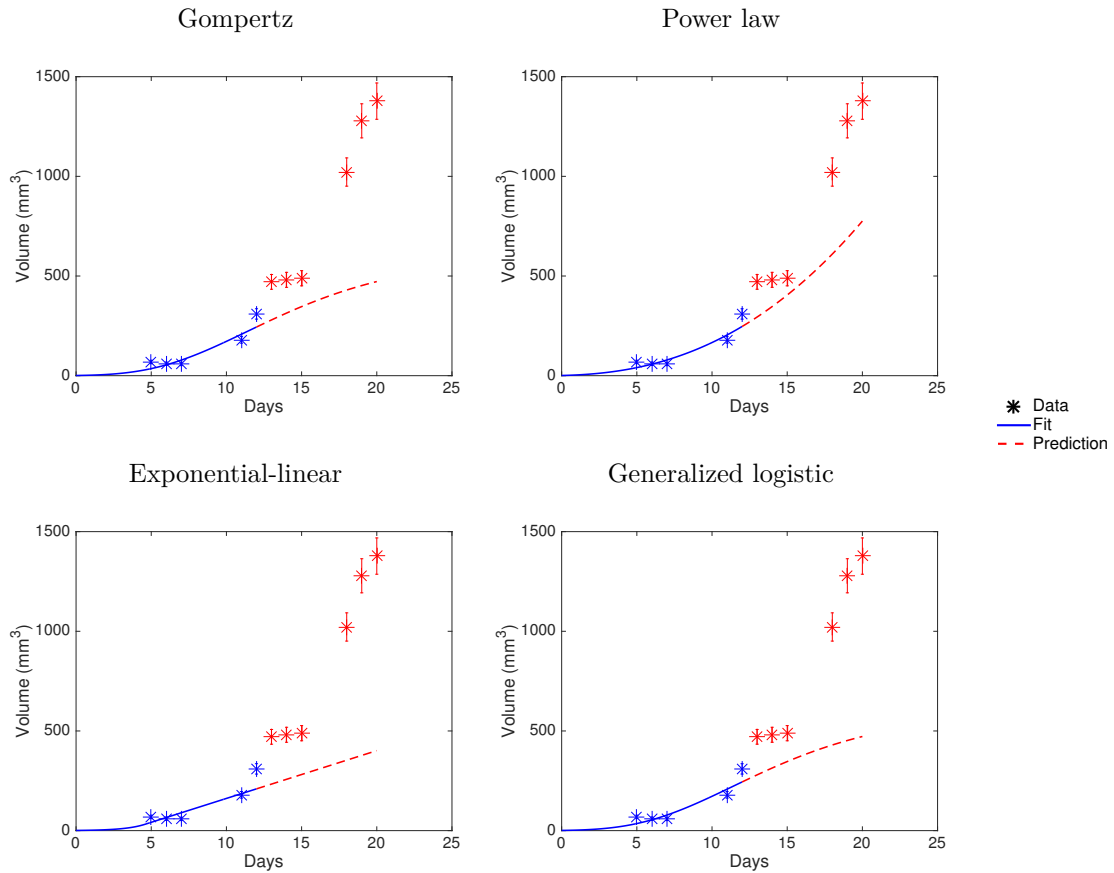 Gompertz
Power law
1500
1000
500
0
Volume (mm³)
0 5 10 15 20 25
Days
1500
1000
500
0
Volume (mm³)
0 5 10 15 20 25
Days
Data
Fit
Prediction
Exponential-linear
Generalized logistic
1500
1000
500
0
Volume (mm³)
0 5 10 15 20 25
Days
1500
1000
500
0
Volume (mm³)
0 5 10 15 20 25
Days